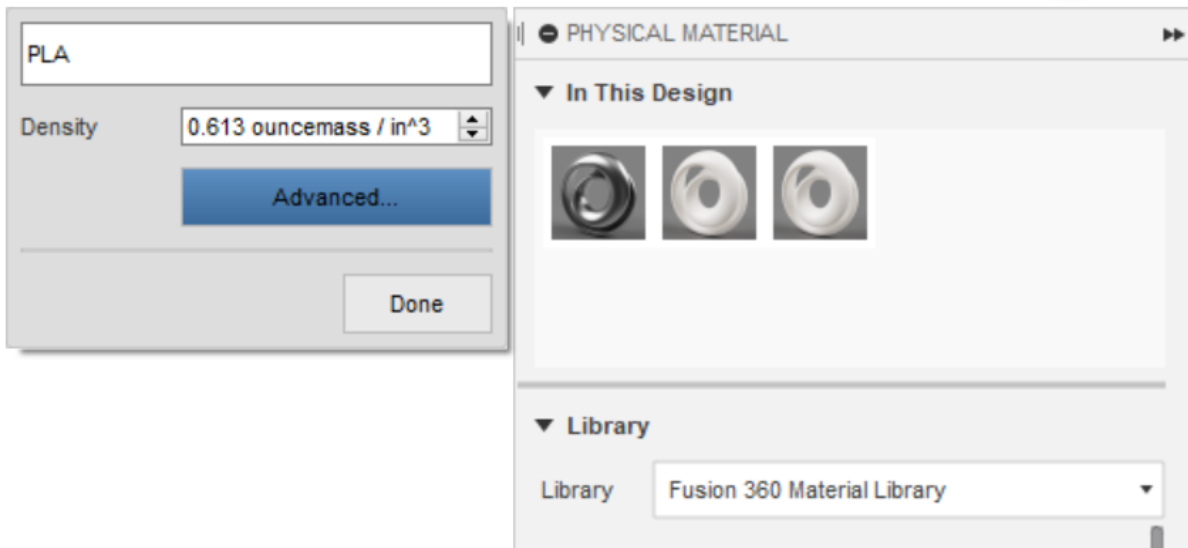 PLA
Density 0.613 ouncemass / in^3
Advanced...
Done
PHYSICAL MATERIAL
In This Design
Library
Library Fusion 360 Material Library